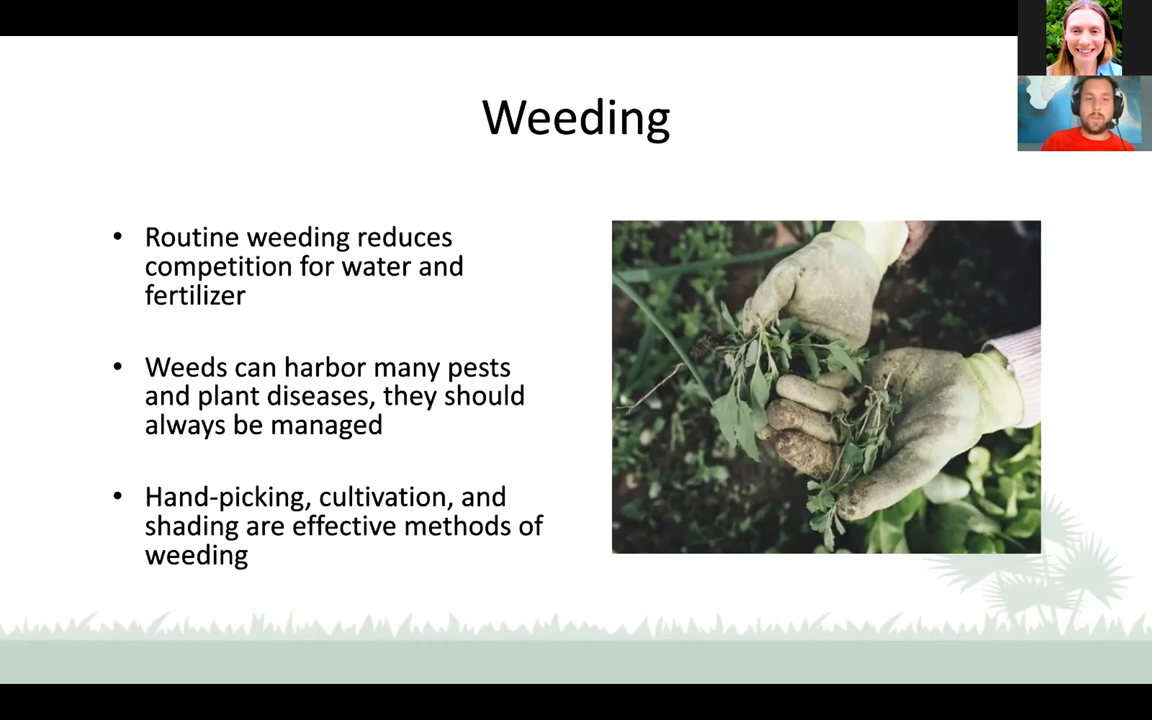 Weeding
• Routine weeding reduces
competition for water and
fertilizer
• Weeds can harbor many pests
and plant diseases, they should
always be managed
• Hand-picking, cultivation, and
shading are effective methods of
weeding